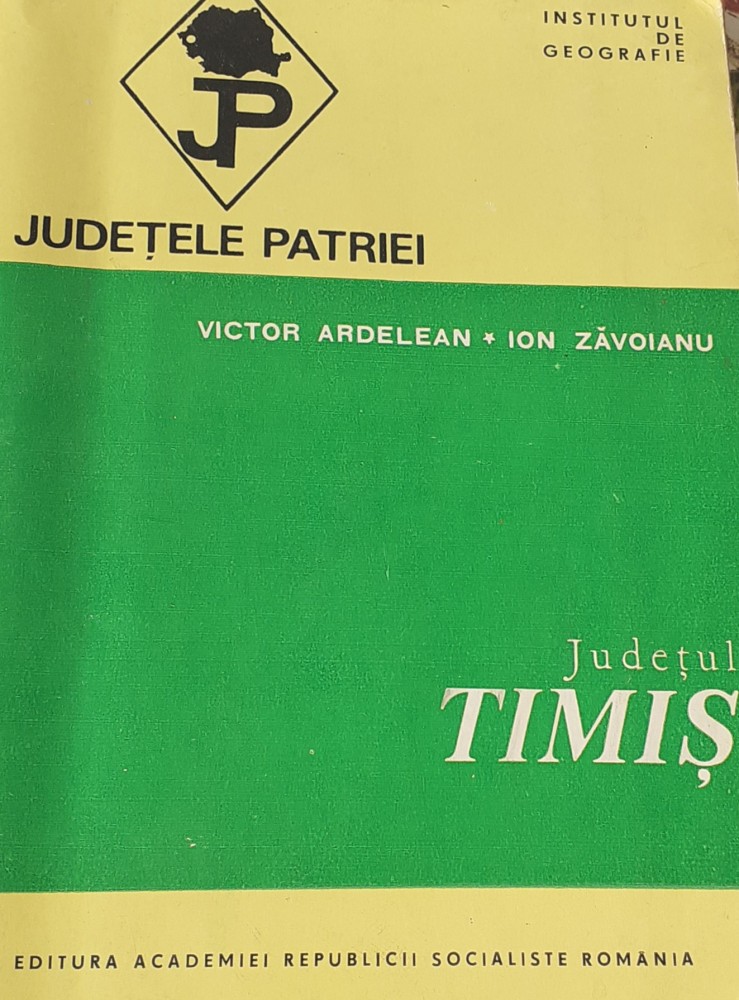 INSTITUTUL
DE
GEOGRAFIE
JP
JUDEȚELE PATRIEI
VICTOR ARDELEAN * ION ZĂVOIANU
Județul
TIMIȘ
EDITURA ACADEMIEI REPUBLICII SOCIALISTE ROMÂNIA